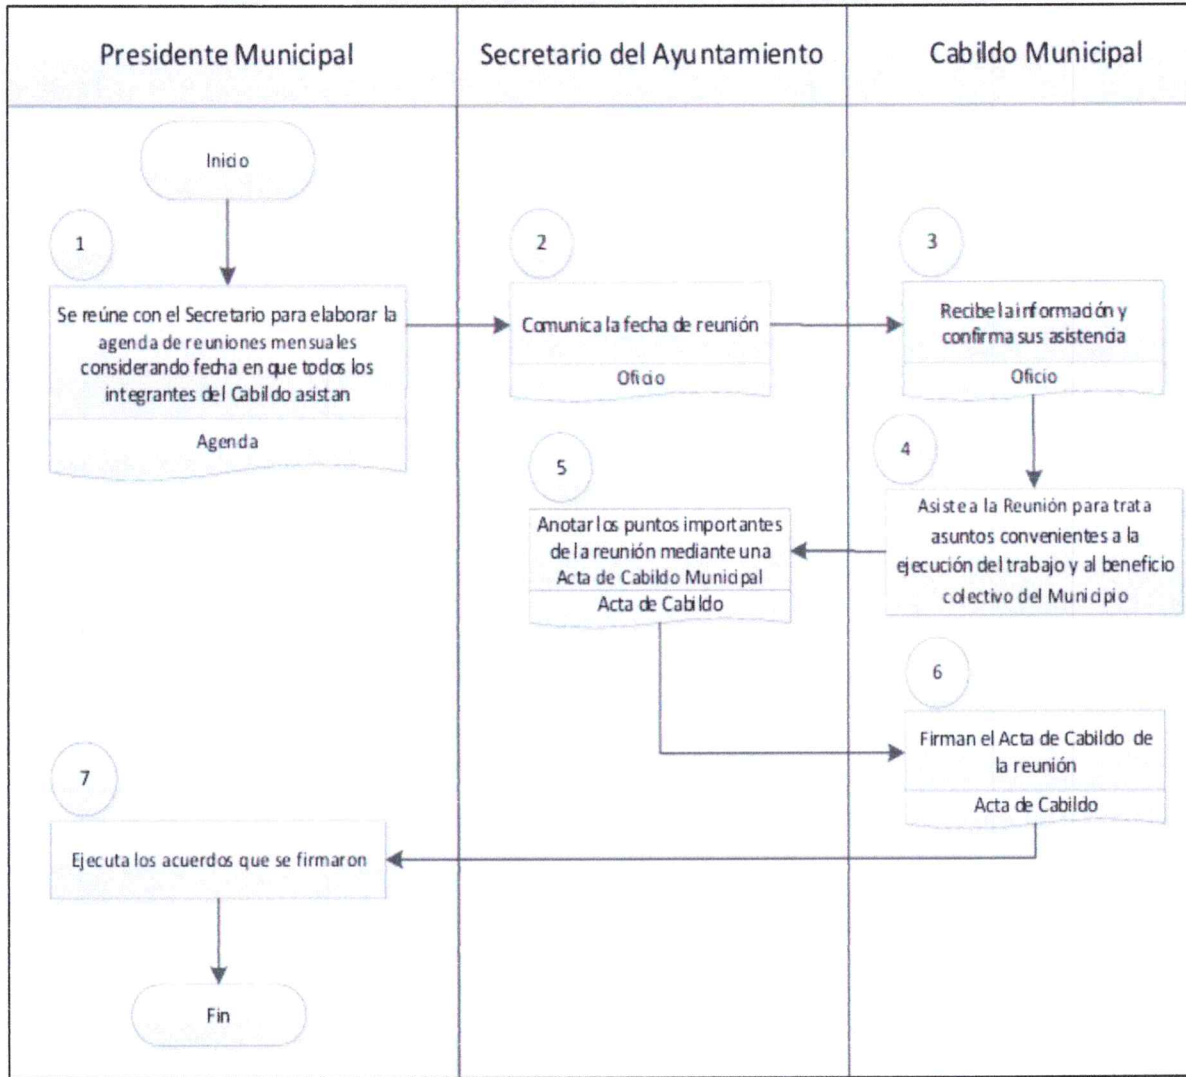 Presidente Municipal
Secretario del Ayuntamiento
Cabildo Municipal
Inicio
1
Se reúne con el Secretario para elaborar la
agenda de reuniones mensuales
considerando fecha en que todos los
integrantes del Cabildo asistan
Agenda
2
Comunica la fecha de reunión
Oficio
3
Recibe la información y
confirma sus asistencia
Oficio
4
Asiste a la Reunión para trata
asuntos convenientes a la
ejecución del trabajo y al beneficio
colectivo del Municipio
5
Anotar los puntos importantes
de la reunión mediante una
Acta de Cabildo Municipal
Acta de Cabildo
6
Firman el Acta de Cabildo de
la reunión
Acta de Cabildo
7
Ejecuta los acuerdos que se firmaron
Fin